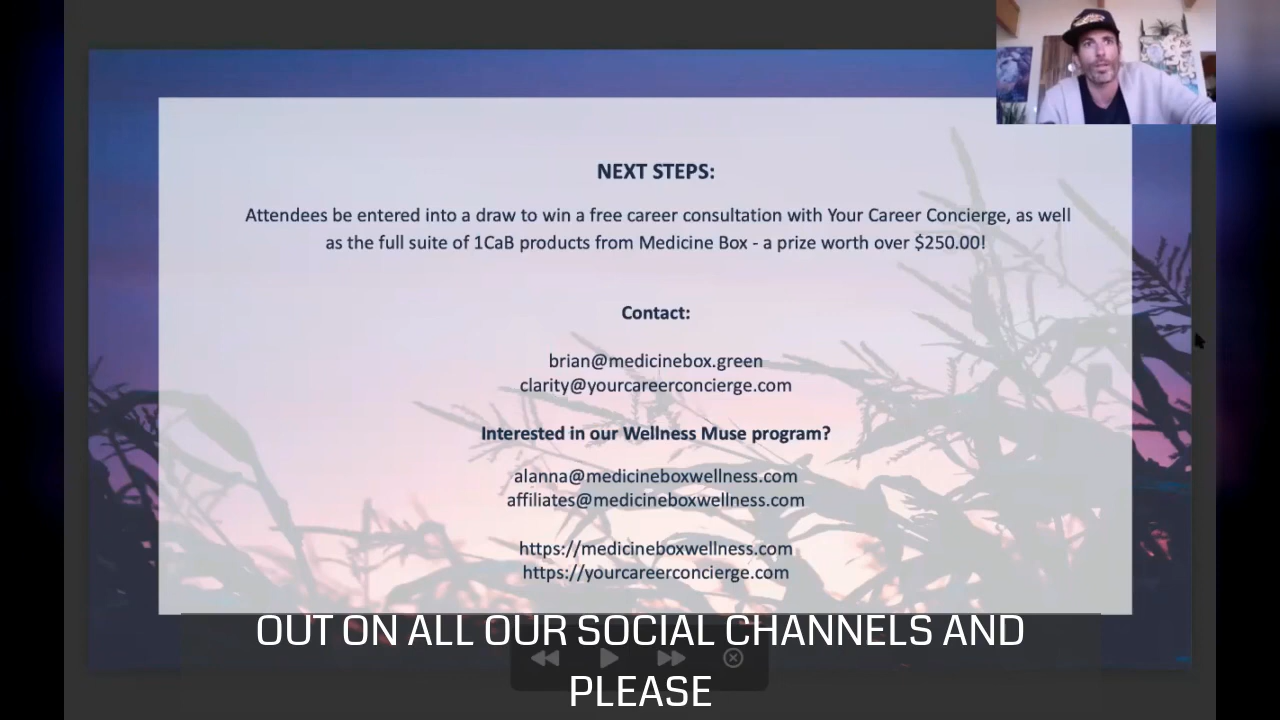 NEXT STEPS:
Attendees be entered into a draw to win a free career consultation with Your Career Concierge, as well
as the full suite of 1CaB products from Medicine Box - a prize worth over $250.00!
Contact:
brian@medicinebox.green
clarity@yourcareerconcierge.com
Interested in our Wellness Muse program?
alanna@medicineboxwellness.com
affiliates@medicineboxwellness.com
https://medicineboxwellness.com
https://yourcareerconcierge.com
OUT ON ALL OUR SOCIAL CHANNELS AND
PLEASE